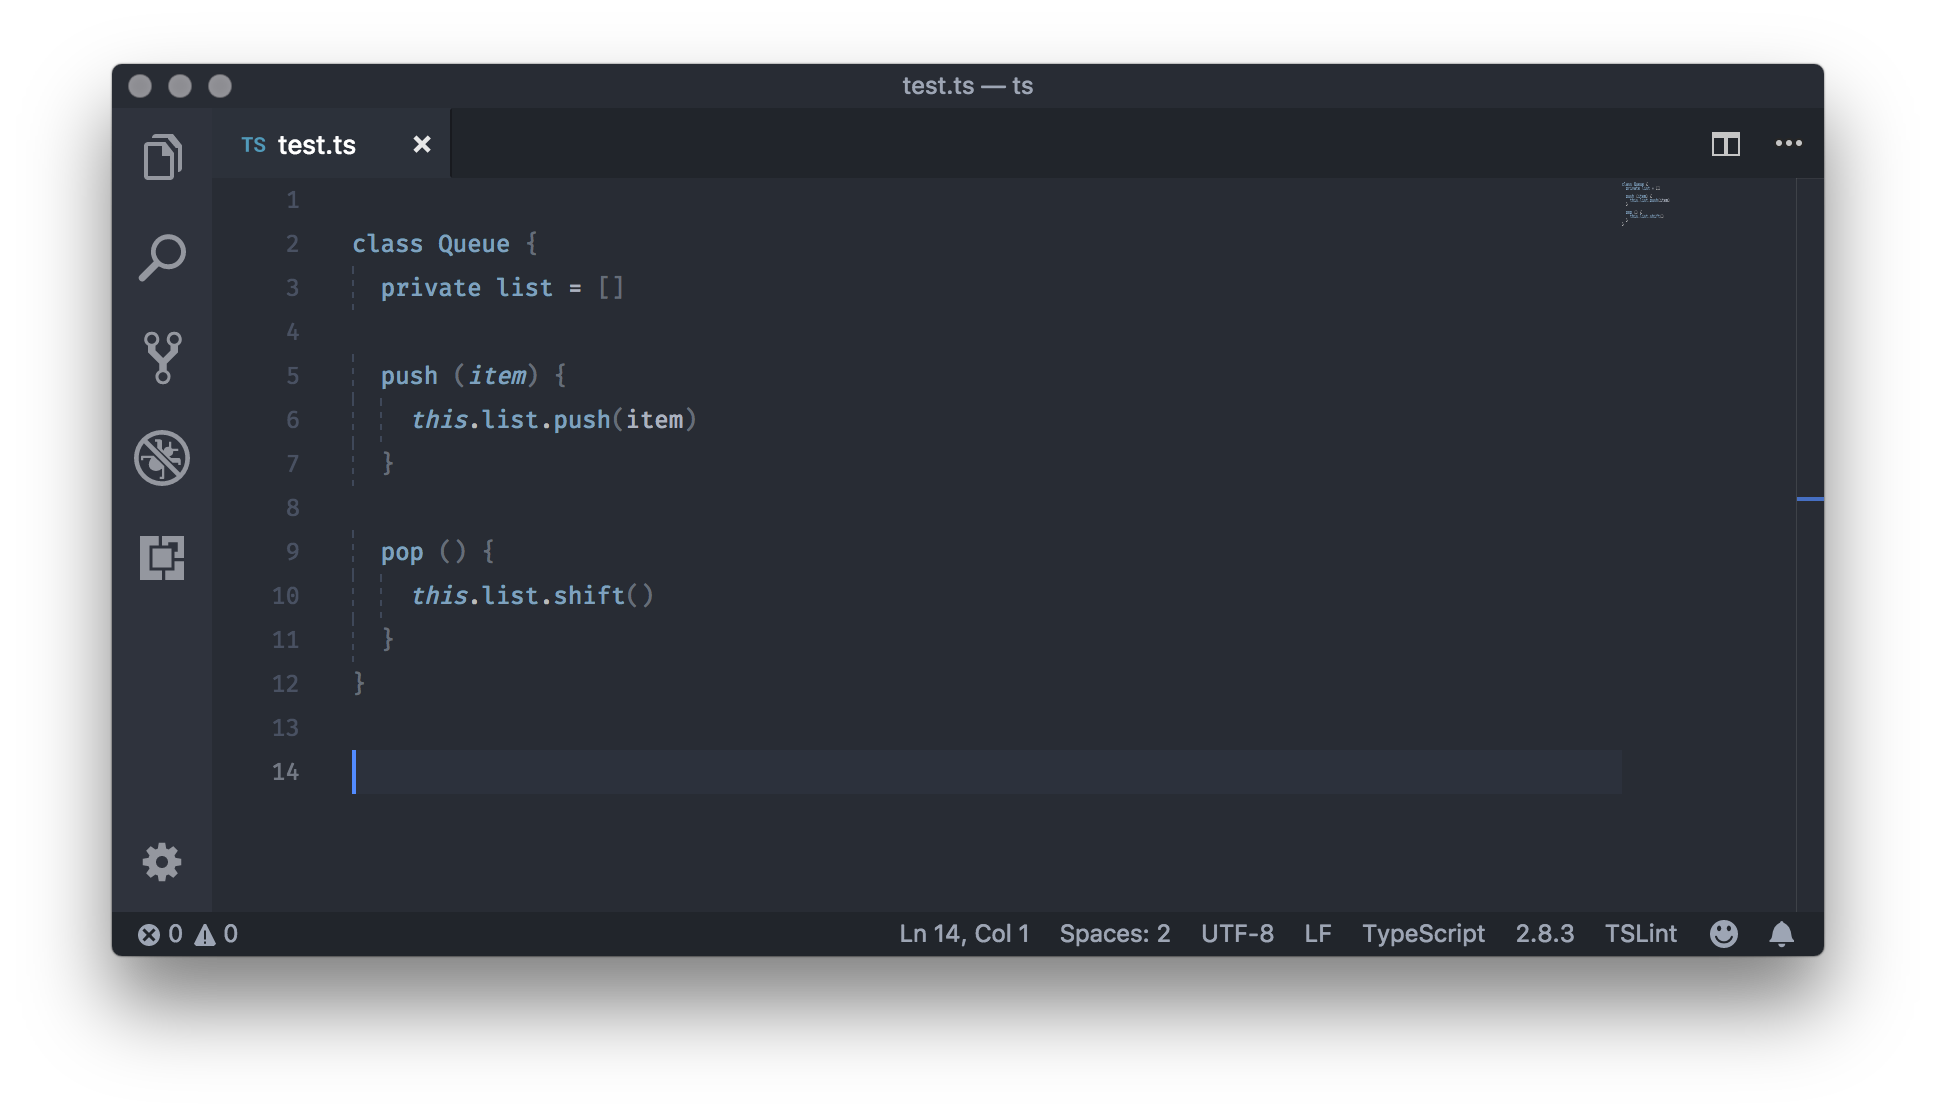 test.ts — ts
TS test.ts
1
2 class Queue {
3   private list = []
4
5   push (item) {
6     this.list.push(item)
7   }
8
9   pop () {
10     this.list.shift()
11   }
12 }
13
14
0 0 Ln 14, Col 1 Spaces: 2 UTF-8 LF TypeScript 2.8.3 TSLint